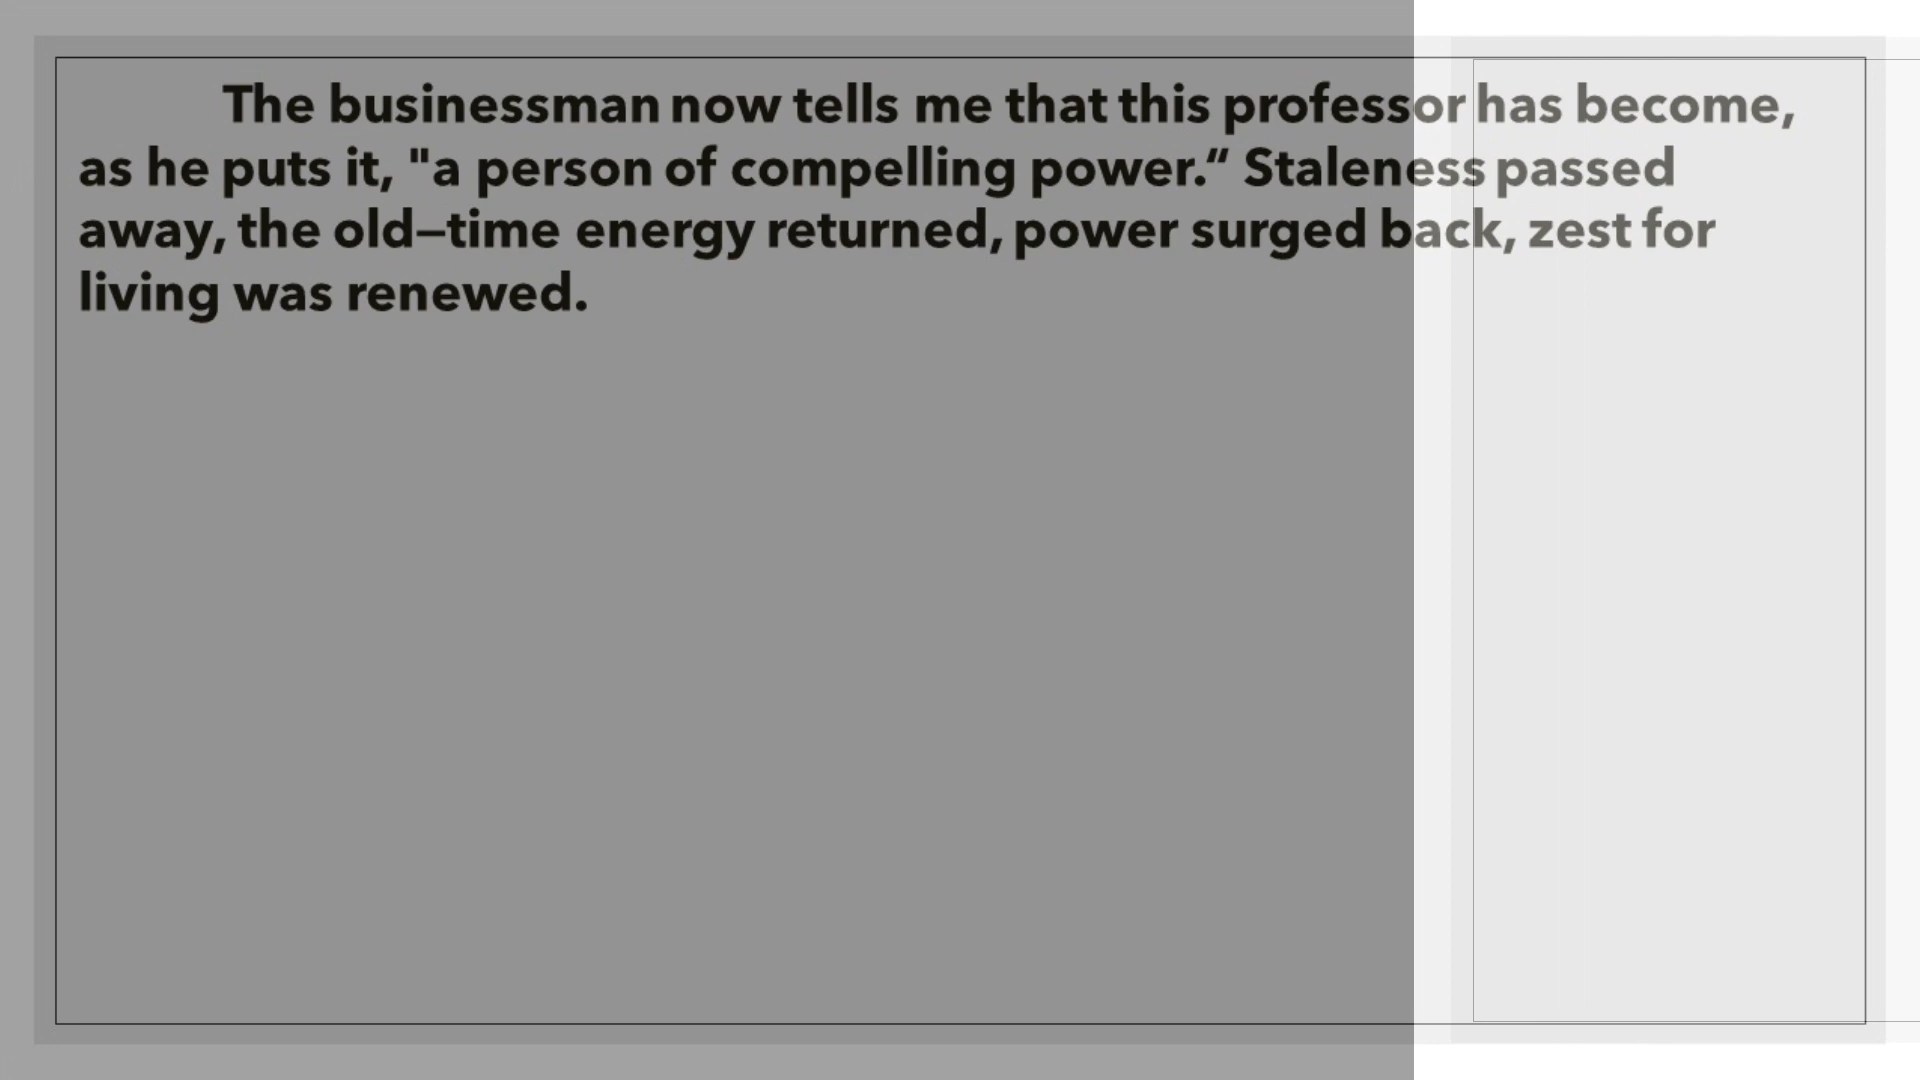 The businessman now tells me that this professor has become,
as he puts it, "a person of compelling power.“ Staleness passed
away, the old—time energy returned, power surged back, zest for
living was renewed.